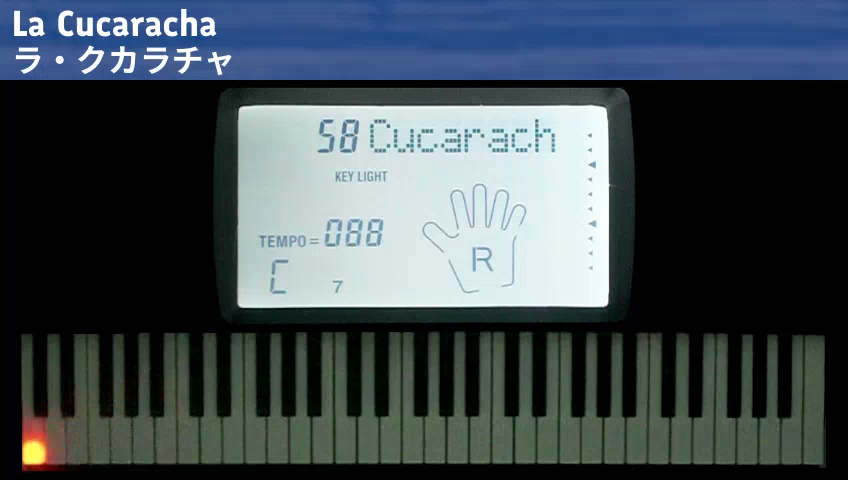 La Cucaracha
ラ・クカラチャ
58 Cucarach
KEY LIGHT
TEMPO = 088
C 7
R